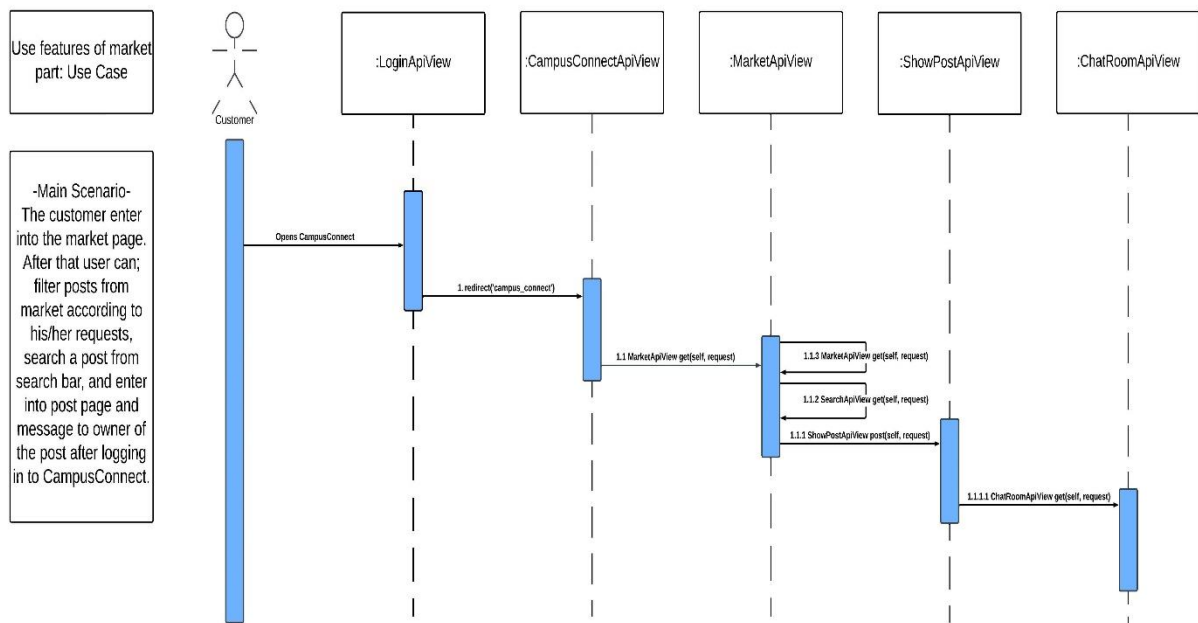 Use features of market
part: Use Case
Customer
:LoginApiView
:CampusConnectApiView
:MarketApiView
:ShowPostApiView
:ChatRoomApiView
-Main Scenario-
The customer enter
into the market page.
After that user can;
filter posts from
market according to
his/her requests,
search a post from
search bar, and enter
into post page and
message to owner of
the post after logging
in to CampusConnect.
Opens CampusConnect
1. redirect('campus_connect')
1.1 MarketApiView get(self, request)
1.1.3 MarketApiView get(self, request)
1.1.2 SearchApiView get(self, request)
1.1.1 ShowPostApiView post(self, request)
1.1.1.1 ChatRoomApiView get(self, request)